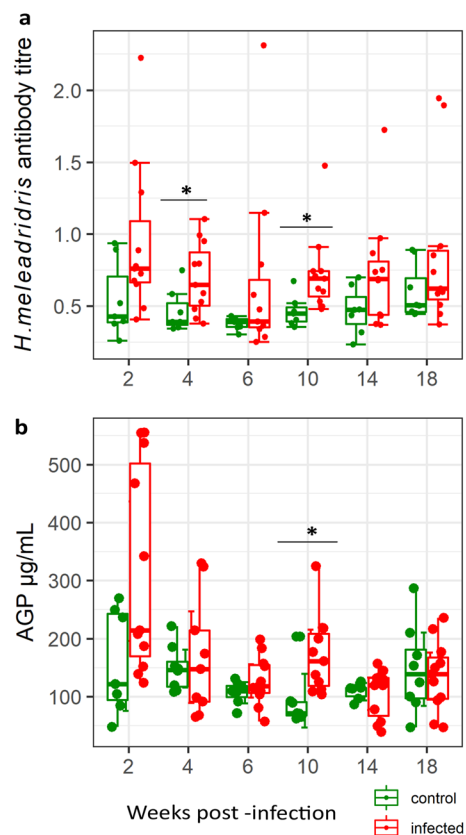 a
H.meleadridris antibody titre
2.0
1.5
1.0
0.5
*
*
2 4 6 10 14 18
b
AGP µg/mL
500
400
300
200
100
*
2 4 6 10 14 18
Weeks post -infection
control
infected